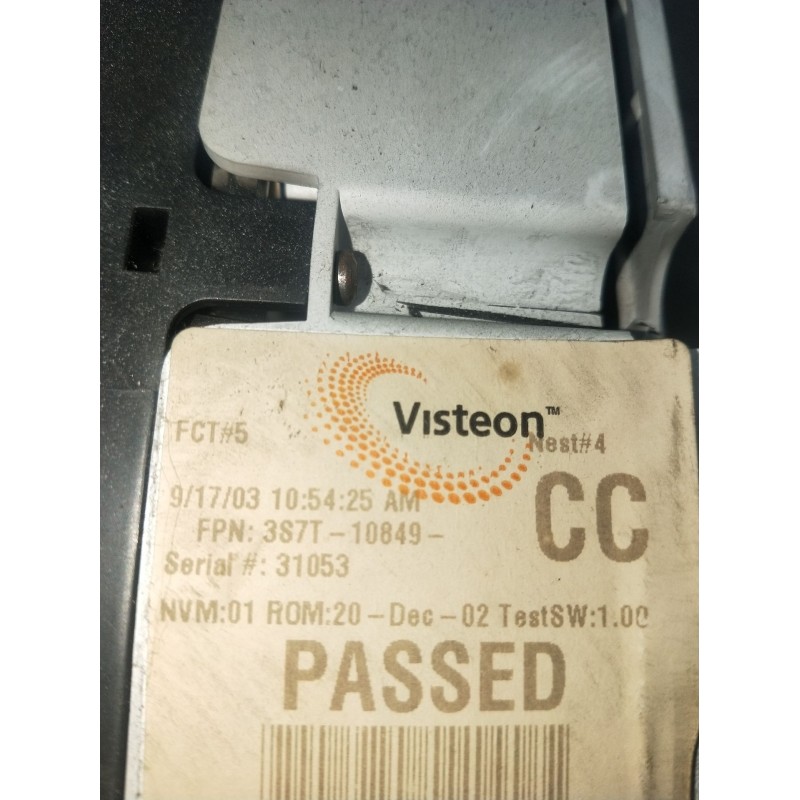 Visteon™
FCT#5
Nest#4
9/17/03 10:54:25 AM
CC
FPN: 3S7T-10849-
Serial #: 31053
NVM:01 ROM:20-Dec-02 TestSW:1.00
PASSED